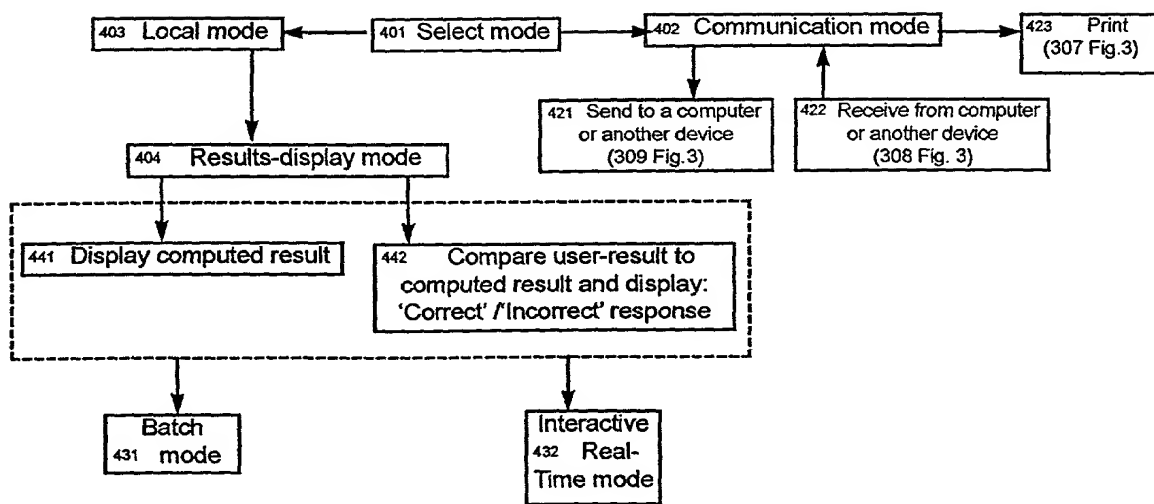 403 Local mode
401 Select mode
402 Communication mode
423 Print
(307 Fig.3)
421 Send to a computer
or another device
(309 Fig.3)
422 Receive from computer
or another device
(308 Fig. 3)
404 Results-display mode
441 Display computed result
442 Compare user-result to
computed result and display:
'Correct' /'Incorrect' response
Batch
431 mode
Interactive
432 Real-
Time mode